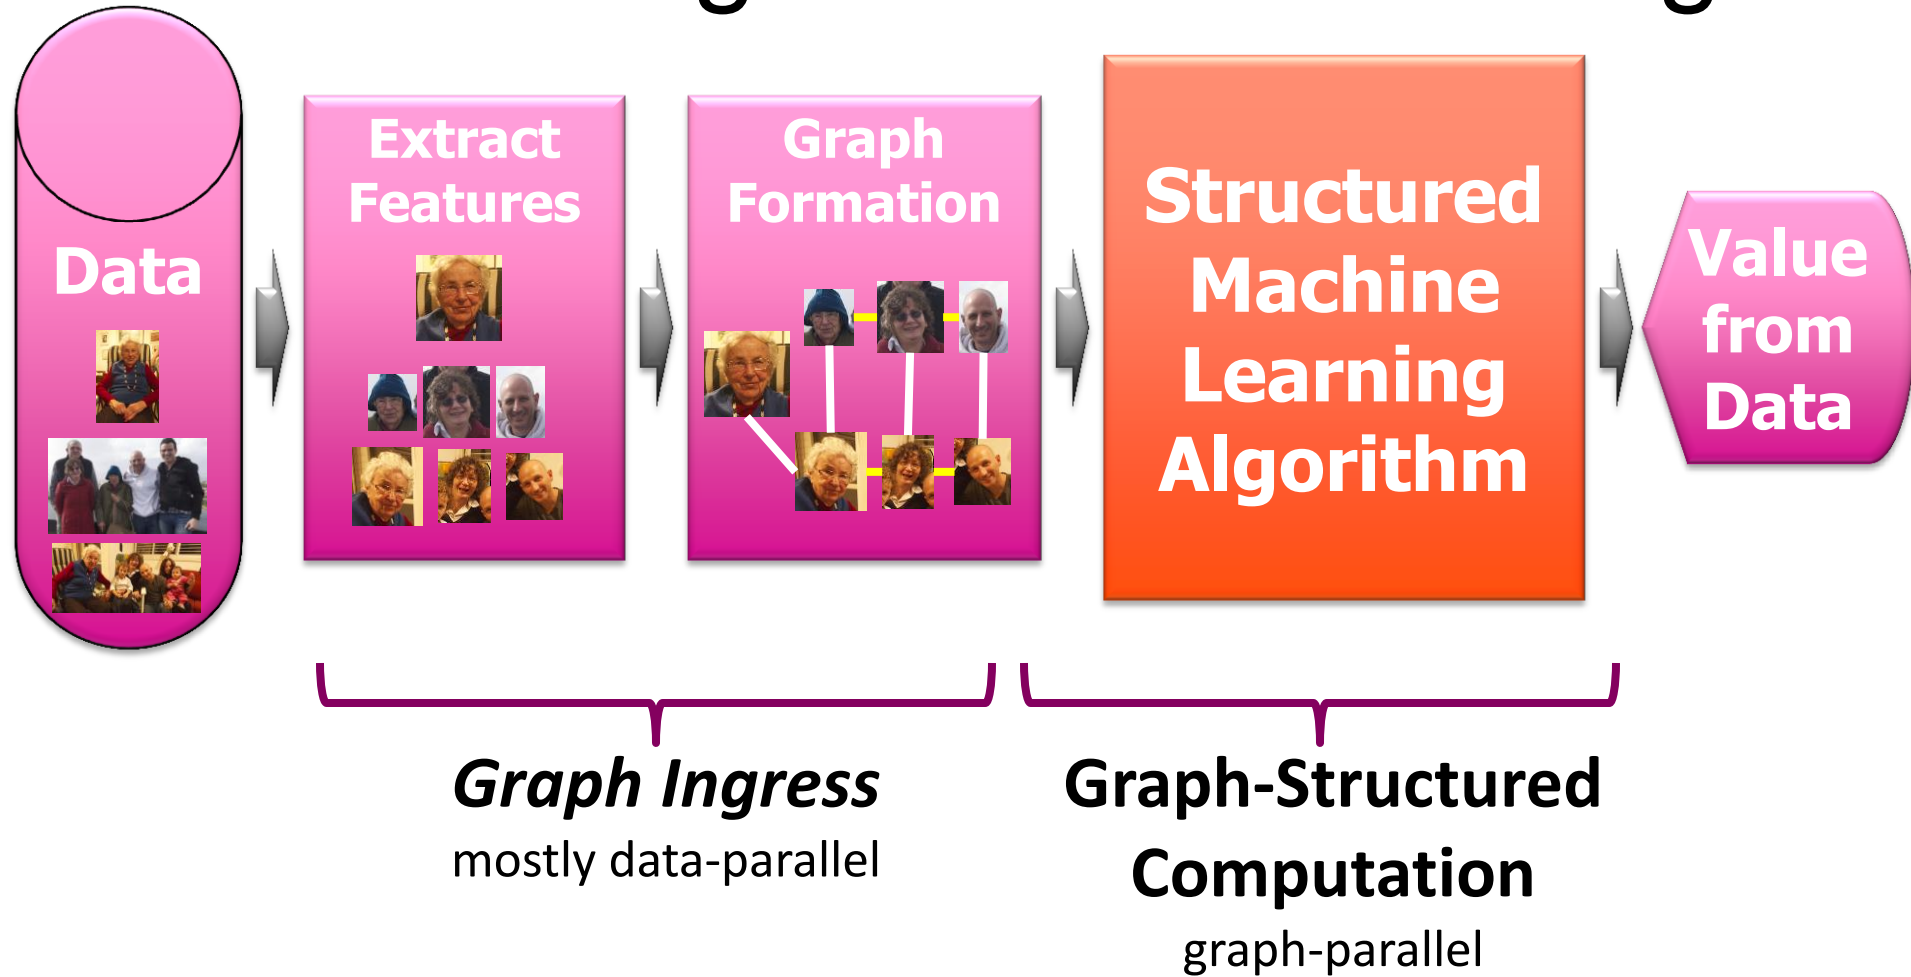 Data
Extract
Features
Graph
Formation
Structured
Machine
Learning
Algorithm
Value
from
Data
Graph Ingress
mostly data-parallel
Graph-Structured
Computation
graph-parallel